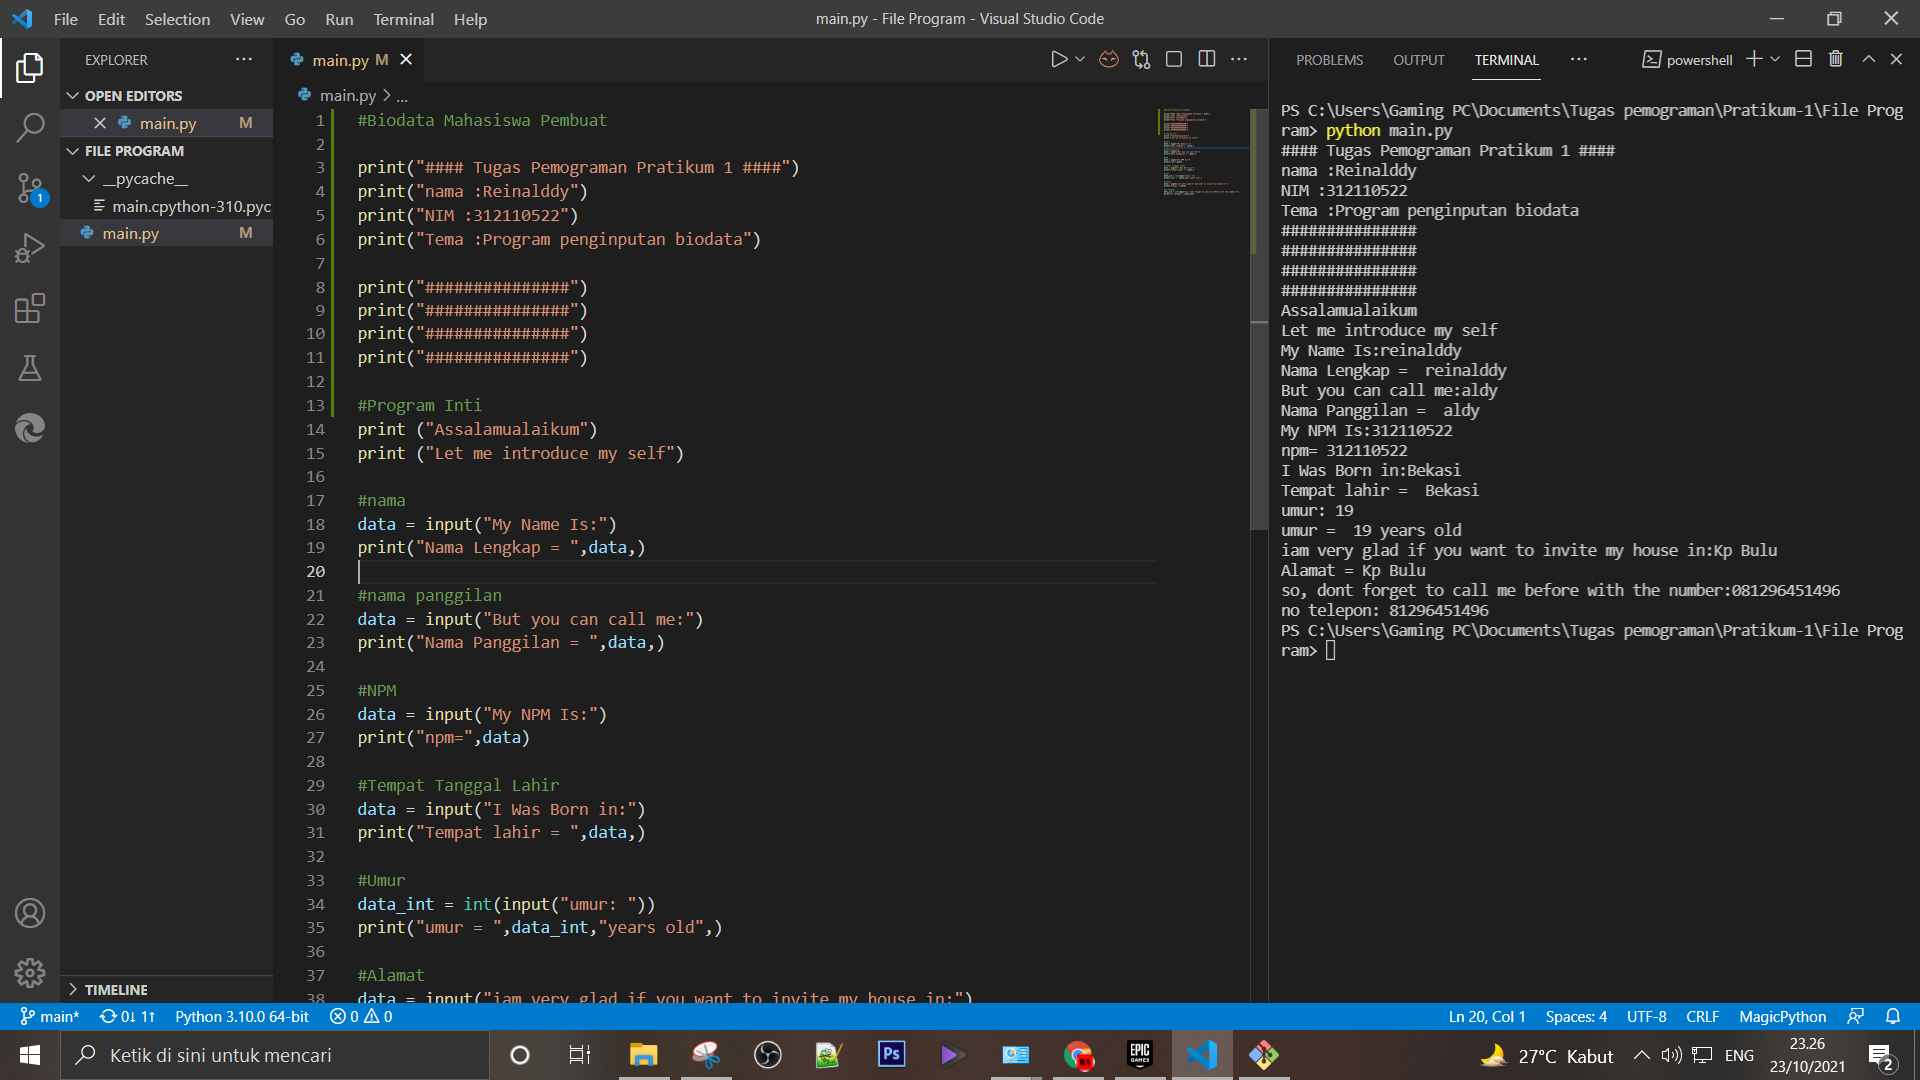 File Edit Selection View Go Run Terminal Help
main.py - File Program - Visual Studio Code
EXPLORER
OPEN EDITORS
main.py M
FILE PROGRAM
__pycache__
main.cpython-310.pyc
main.py M
TIMELINE
1
main.py M
main.py > ...
1 #Biodata Mahasiswa Pembuat
2
3 print("#### Tugas Pemograman Pratikum 1 ####")
4 print("nama :Reinalddy")
5 print("NIM :312110522")
6 print("Tema :Program penginputan biodata")
7
8 print("###############")
9 print("###############")
10 print("###############")
11 print("###############")
12
13 #Program Inti
14 print ("Assalamualaikum")
15 print ("Let me introduce my self")
16
17 #nama
18 data = input("My Name Is:")
19 print("Nama Lengkap = ",data,)
20
21 #nama panggilan
22 data = input("But you can call me:")
23 print("Nama Panggilan = ",data,)
24
25 #NPM
26 data = input("My NPM Is:")
27 print("npm=",data)
28
29 #Tempat Tanggal Lahir
30 data = input("I Was Born in:")
31 print("Tempat lahir = ",data,)
32
33 #Umur
34 data_int = int(input("umur: "))
35 print("umur = ",data_int,"years old",)
36
37 #Alamat
38 data = input("iam very glad if you want to invite my house in:")
PROBLEMS OUTPUT TERMINAL
powershell
PS C:\Users\Gaming PC\Documents\Tugas pemograman\Pratikum-1\File Prog
ram> python main.py
#### Tugas Pemograman Pratikum 1 ####
nama :Reinalddy
NIM :312110522
Tema :Program penginputan biodata
###############
###############
###############
###############
Assalamualaikum
Let me introduce my self
My Name Is:reinalddy
Nama Lengkap =  reinalddy
But you can call me:aldy
Nama Panggilan =  aldy
My NPM Is:312110522
npm= 312110522
I Was Born in:Bekasi
Tempat lahir =  Bekasi
umur: 19
umur =  19 years old
iam very glad if you want to invite my house in:Kp Bulu
Alamat = Kp Bulu
so, dont forget to call me before with the number:081296451496
no telepon: 81296451496
PS C:\Users\Gaming PC\Documents\Tugas pemograman\Pratikum-1\File Prog
ram>
main* 0↓ 1↑ Python 3.10.0 64-bit 0 0
Ln 20, Col 1 Spaces: 4 UTF-8 CRLF MagicPython
Ketik di sini untuk mencari
Ps
EPIC GAMES
27°C Kabut
ENG
23.26
23/10/2021
2